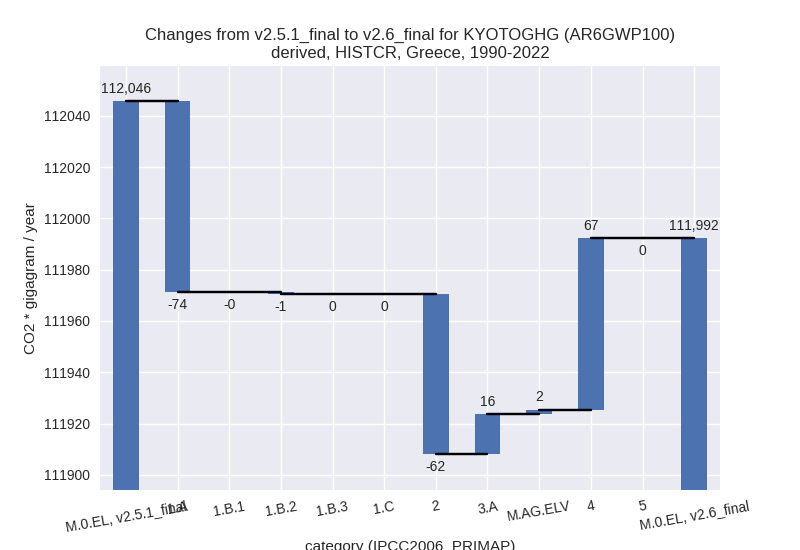 Changes from v2.5.1_final to v2.6_final for KYOTOGHG (AR6GWP100)
derived, HISTCR, Greece, 1990-2022
CO2 * gigagram / year
112040
112020
112000
111980
111960
111940
111920
111900
112,046
-74
-0
-1
0
0
-62
16
2
67
0
111,992
M.0.EL, v2.5.1_final
1.A
1.B.1
1.B.2
1.B.3
1.C
2
3.A
M.AG.ELV
4
5
M.0.EL, v2.6_final
category (IPCC2006_PRIMAP)